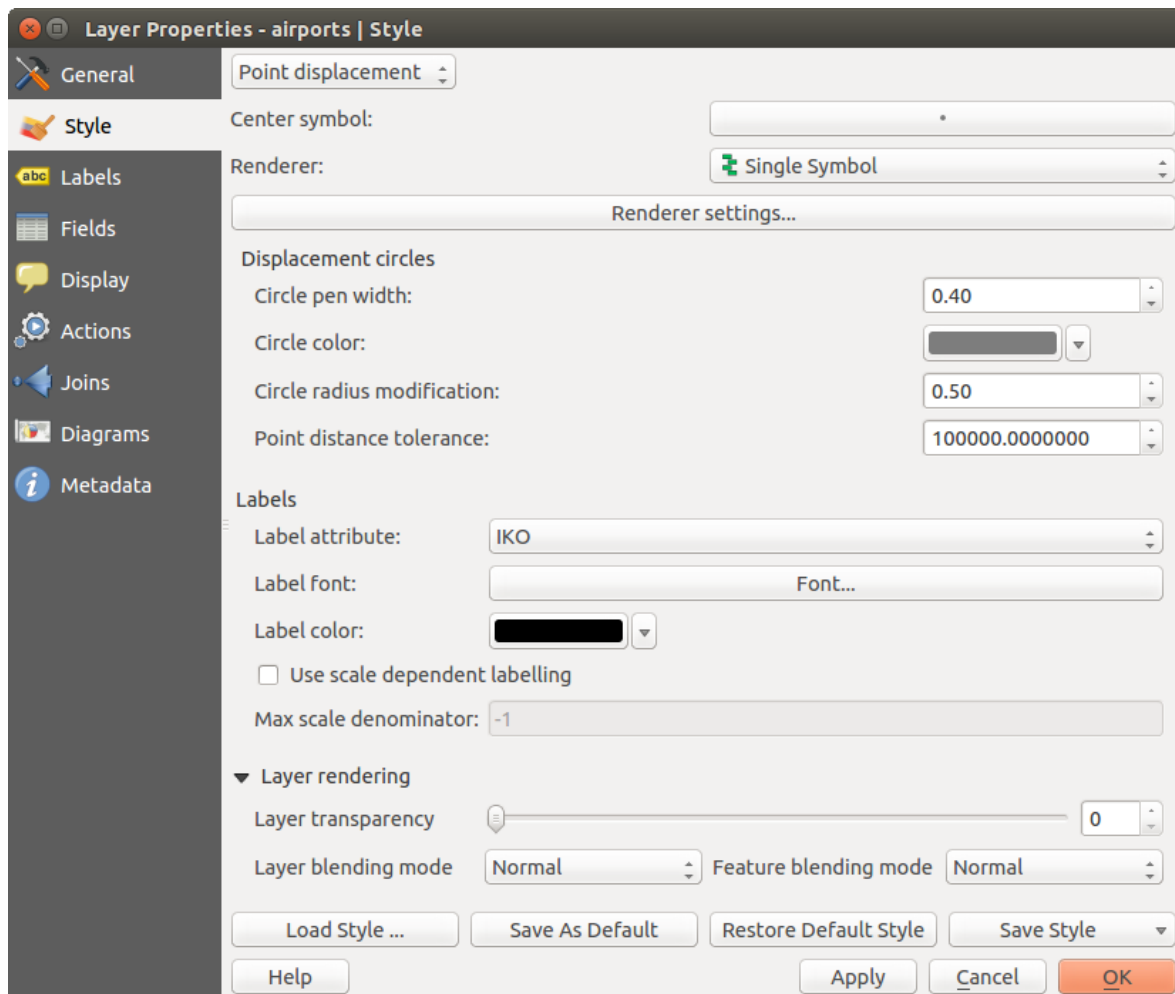 Layer Properties - airports | Style
General
Style
abc Labels
Fields
Display
Actions
Joins
Diagrams
i Metadata
Point displacement
Center symbol:
Renderer: Single Symbol
Renderer settings...
Displacement circles
Circle pen width: 0.40
Circle color:
Circle radius modification: 0.50
Point distance tolerance: 100000.0000000
Labels
Label attribute: IKO
Label font: Font...
Label color:
Use scale dependent labelling
Max scale denominator: -1
Layer rendering
Layer transparency 0
Layer blending mode Normal Feature blending mode Normal
Load Style ... Save As Default Restore Default Style Save Style
Help Apply Cancel OK